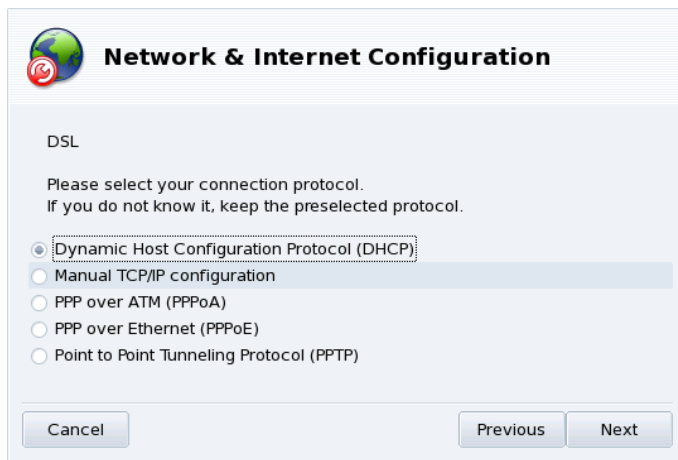 Network & Internet Configuration
DSL
Please select your connection protocol.
If you do not know it, keep the preselected protocol.
Dynamic Host Configuration Protocol (DHCP)
Manual TCP/IP configuration
PPP over ATM (PPPoA)
PPP over Ethernet (PPPoE)
Point to Point Tunneling Protocol (PPTP)
Cancel Previous Next